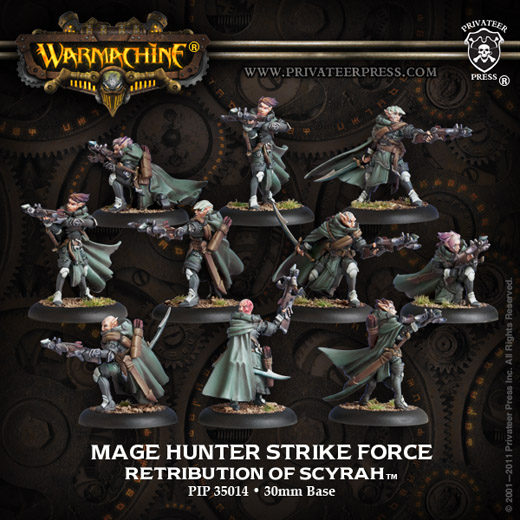 PRIVATEER
PRESS®
WARMACHINE®
WWW.PRIVATEERPRESS.COM
MAGE HUNTER STRIKE FORCE
RETRIBUTION OF SCYRAH™
PIP 35014 • 30mm Base
© 2001–2011 Privateer Press Inc. All Rights Reserved.